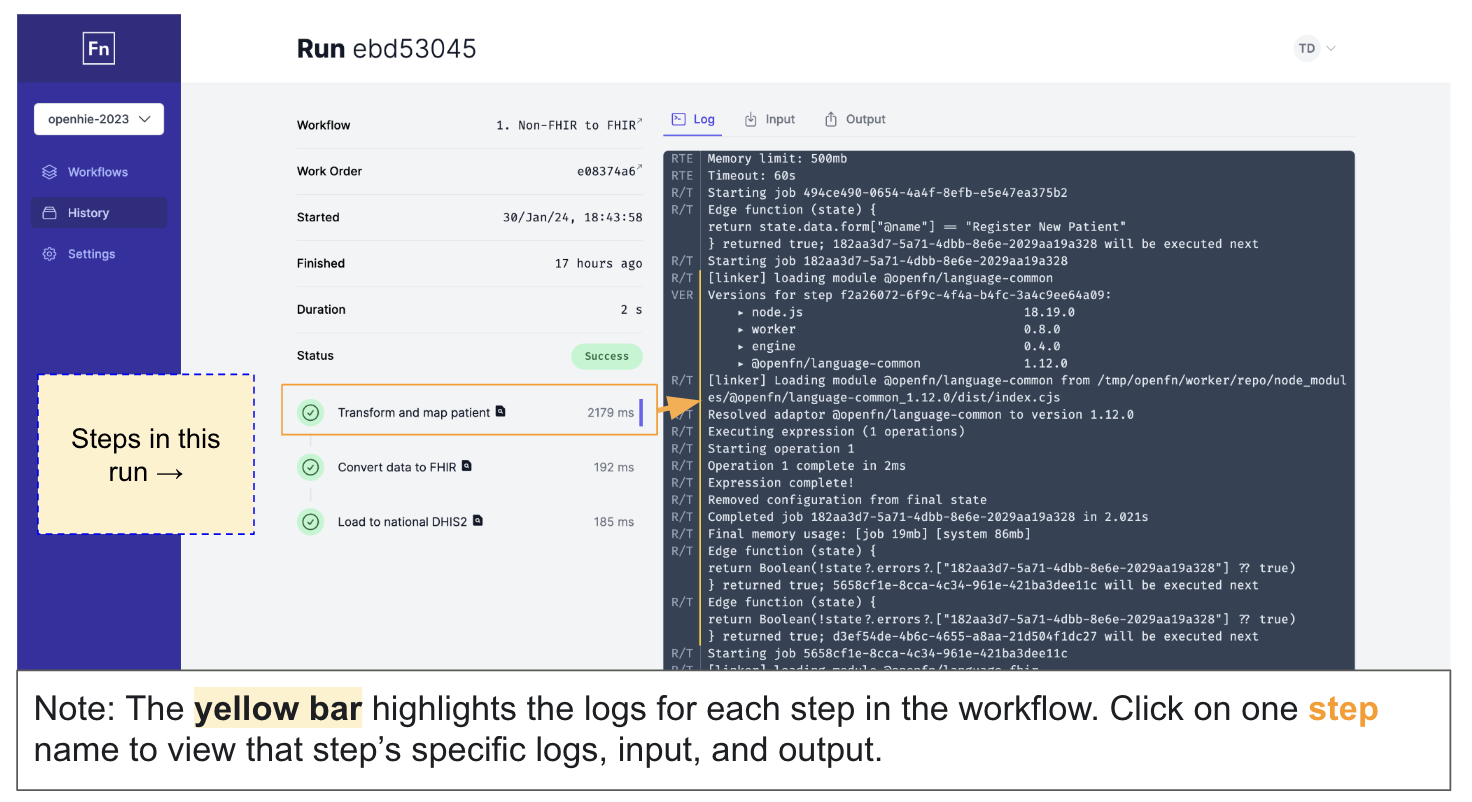 Fn
Run ebd53045
TD
openhie-2023
Workflows
History
Settings
Steps in this
run →
Workflow 1. Non-FHIR to FHIR↗
Work Order e08374a6↗
Started 30/Jan/24, 18:43:58
Finished 17 hours ago
Duration 2 s
Status Success
Transform and map patient 2179 ms
Convert data to FHIR 192 ms
Load to national DHIS2 185 ms
Log Input Output
RTE Memory limit: 500mb
RTE Timeout: 60s
R/T Starting job 494ce490-0654-4a4f-8efb-e5e47ea375b2
R/T Edge function (state) {
return state.data.form["@name"] == "Register New Patient"
} returned true; 182aa3d7-5a71-4dbb-8e6e-2029aa19a328 will be executed next
R/T Starting job 182aa3d7-5a71-4dbb-8e6e-2029aa19a328
R/T [linker] loading module @openfn/language-common
VER Versions for step f2a26072-6f9c-4f4a-b4fc-3a4c9ee64a09:
▸ node.js 18.19.0
▸ worker 0.8.0
▸ engine 0.4.0
▸ @openfn/language-common 1.12.0
R/T [linker] Loading module @openfn/language-common from /tmp/openfn/worker/repo/node_modul
es/@openfn/language-common_1.12.0/dist/index.cjs
R/T Resolved adaptor @openfn/language-common to version 1.12.0
R/T Executing expression (1 operations)
R/T Starting operation 1
R/T Operation 1 complete in 2ms
R/T Expression complete!
R/T Removed configuration from final state
R/T Completed job 182aa3d7-5a71-4dbb-8e6e-2029aa19a328 in 2.021s
R/T Final memory usage: [job 19mb] [system 86mb]
R/T Edge function (state) {
return Boolean(!state?.errors?.["182aa3d7-5a71-4dbb-8e6e-2029aa19a328"] ?? true)
} returned true; 5658cf1e-8cca-4c34-961e-421ba3dee11c will be executed next
R/T Edge function (state) {
return Boolean(!state?.errors?.["182aa3d7-5a71-4dbb-8e6e-2029aa19a328"] ?? true)
} returned true; d3ef54de-4b6c-4655-a8aa-21d504f1dc27 will be executed next
R/T Starting job 5658cf1e-8cca-4c34-961e-421ba3dee11c
R/T [linker] loading module @openfn/language-fhir
Note: The yellow bar highlights the logs for each step in the workflow. Click on one step
name to view that step's specific logs, input, and output.